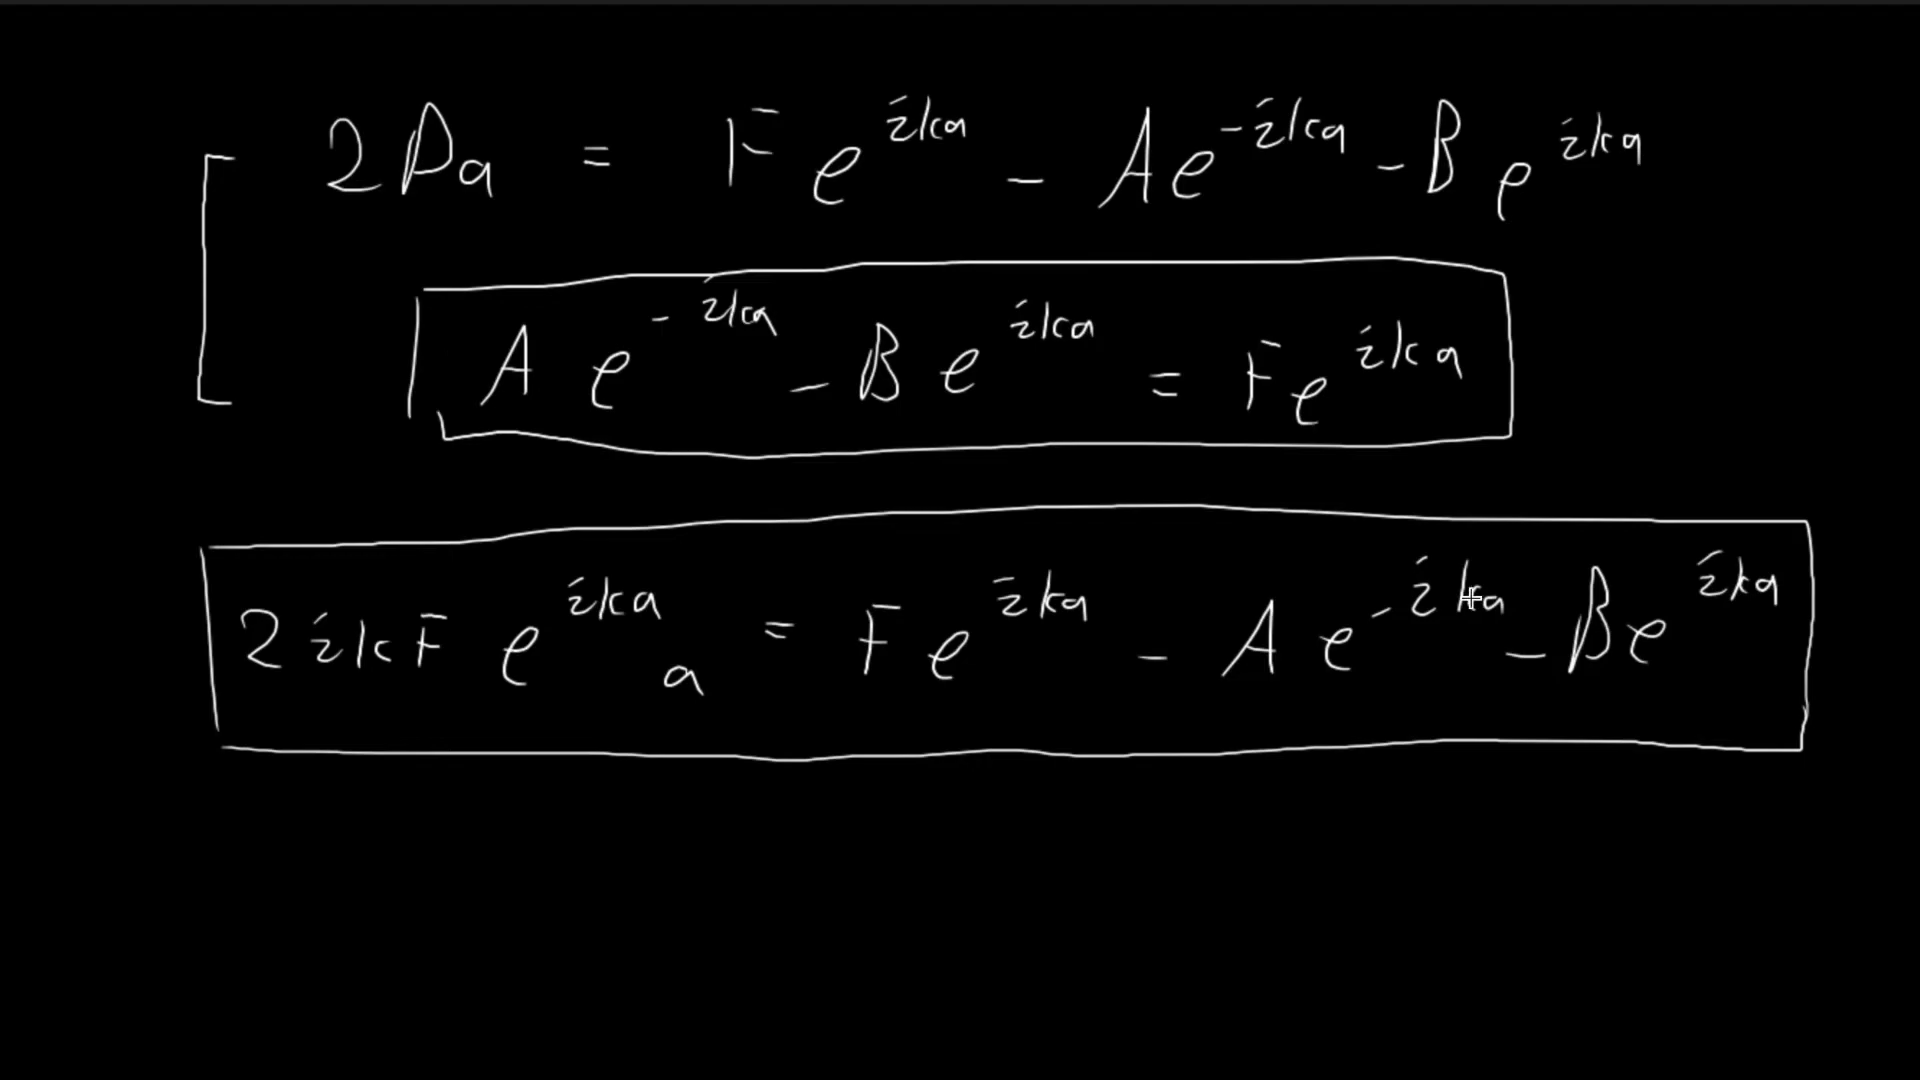 2Da = Fe^{ika} - Ae^{-ika} - Be^{ika}
Ae^{-ika} - Be^{ika} = Fe^{ika}
2ikFe^{ika}a = Fe^{ika} - Ae^{-ika} - Be^{ika}